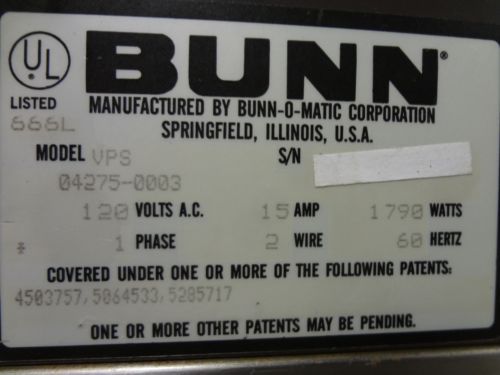 UL BUNN®
LISTED MANUFACTURED BY BUNN-O-MATIC CORPORATION
666L SPRINGFIELD, ILLINOIS, U.S.A.
MODEL VPS S/N
04275-0003
120 VOLTS A.C. 15 AMP 1790 WATTS
* 1 PHASE 2 WIRE 60 HERTZ
COVERED UNDER ONE OR MORE OF THE FOLLOWING PATENTS:
4503757,5064533,5285717
ONE OR MORE OTHER PATENTS MAY BE PENDING.